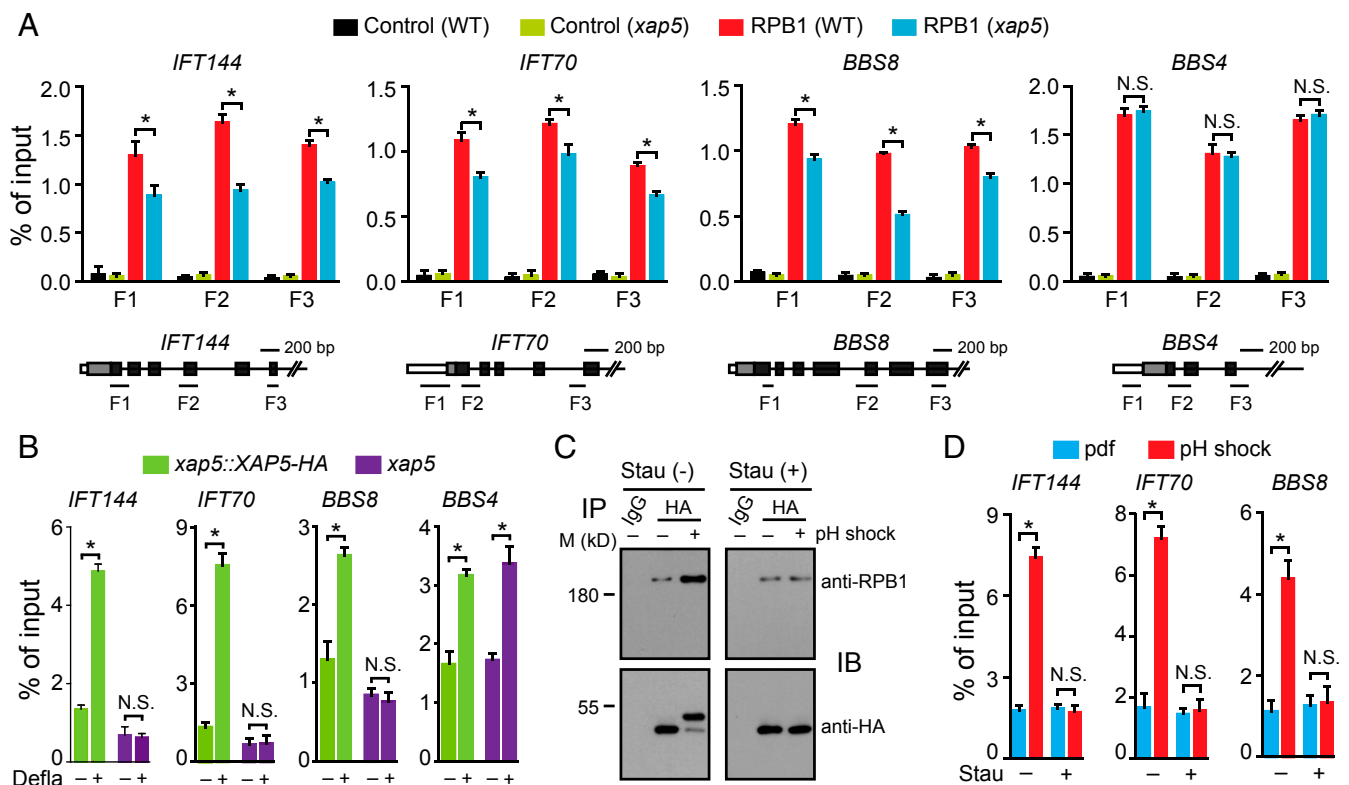 A
Control (WT) Control (xap5) RPB1 (WT) RPB1 (xap5)
IFT144 IFT70 BBS8 BBS4
% of input
2.0 1.5 1.0 0.5 0.0
* * *
F1 F2 F3
1.5 1.0 0.5 0.0
* * *
F1 F2 F3
1.5 1.0 0.5 0.0
* * *
F1 F2 F3
2.0 1.5 1.0 0.5 0.0
N.S. N.S. N.S.
F1 F2 F3
IFT144 200 bp
F1 F2 F3
IFT70 200 bp
F1 F2 F3
BBS8 200 bp
F1 F2 F3
BBS4 200 bp
F1 F2 F3
B
xap5::XAP5-HA xap5
IFT144 IFT70 BBS8 BBS4
% of input
6 4 2 0
* N.S.
9 6 3 0
* N.S.
3 2 1 0
* N.S.
4 3 2 1 0
* *
Defla – + – + – + – + – + – + – + – +
C
Stau (-) Stau (+)
IP IgG HA IgG HA
M (kD) – – + – – + pH shock
180 anti-RPB1
IB
55 anti-HA
D
pdf pH shock
IFT144 IFT70 BBS8
% of input
9 6 3 0
* N.S.
8 6 4 2 0
* N.S.
6 4 2 0
* N.S.
Stau – + – + – +